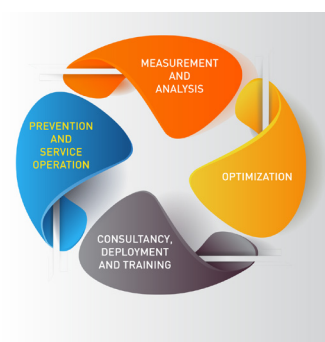 MEASUREMENT
AND
ANALYSIS
PREVENTION
AND
SERVICE
OPERATION
OPTIMIZATION
CONSULTANCY,
DEPLOYMENT
AND TRAINING